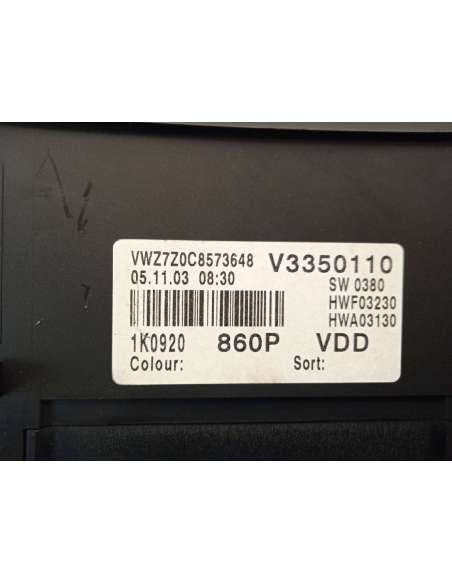 VWZ7Z0C8573648 V3350110
05.11.03 08:30 SW 0380
HWF03230
HWA03130
1K0920 860P VDD
Colour: Sort: